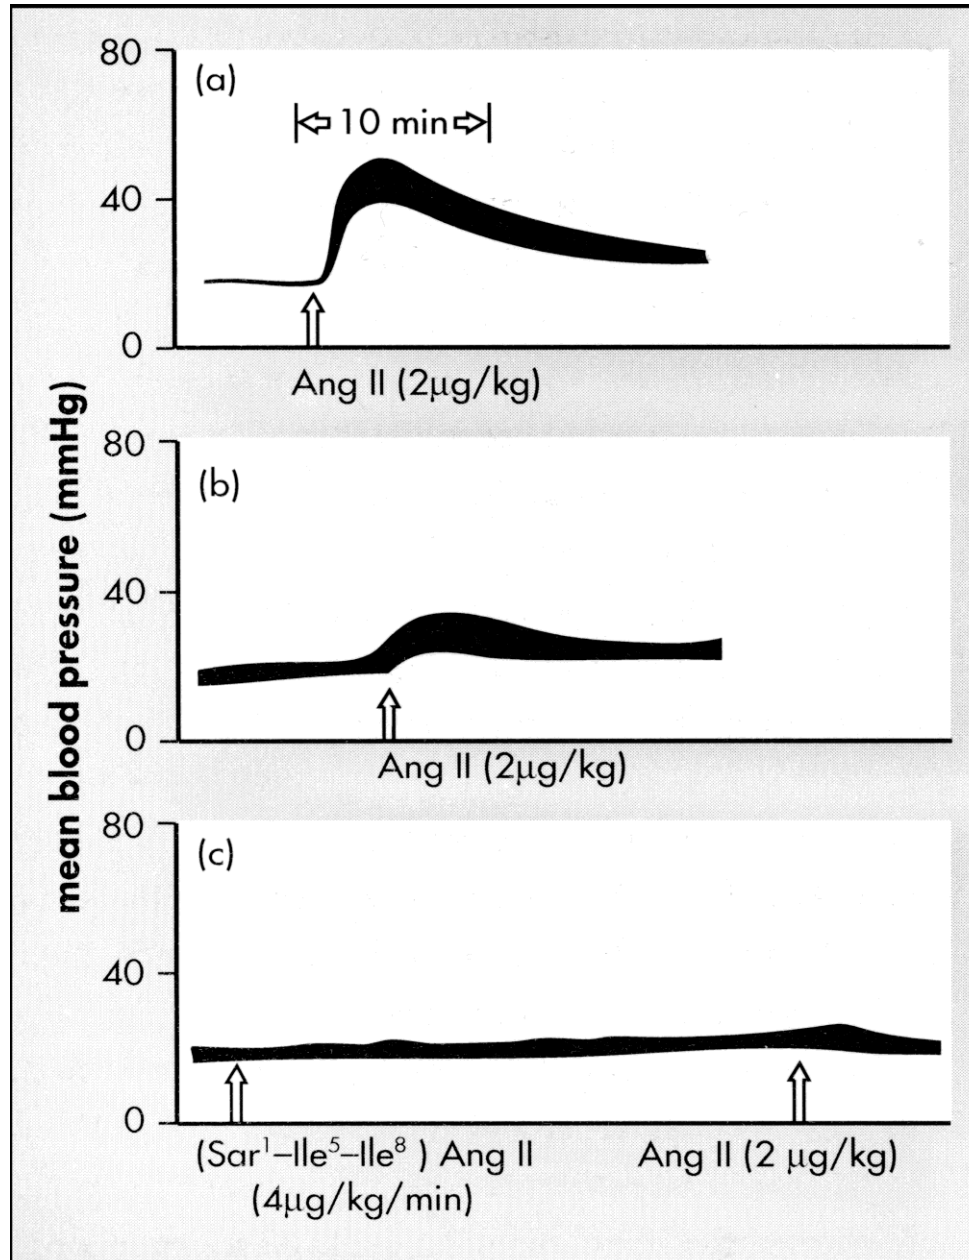 mean blood pressure (mmHg)
80
(a)
10 min
40
0
Ang II (2μg/kg)
80
(b)
40
0
Ang II (2μg/kg)
80
(c)
40
0
(Sar¹–Ile⁵–Ile⁸ ) Ang II
(4μg/kg/min)
Ang II (2 μg/kg)